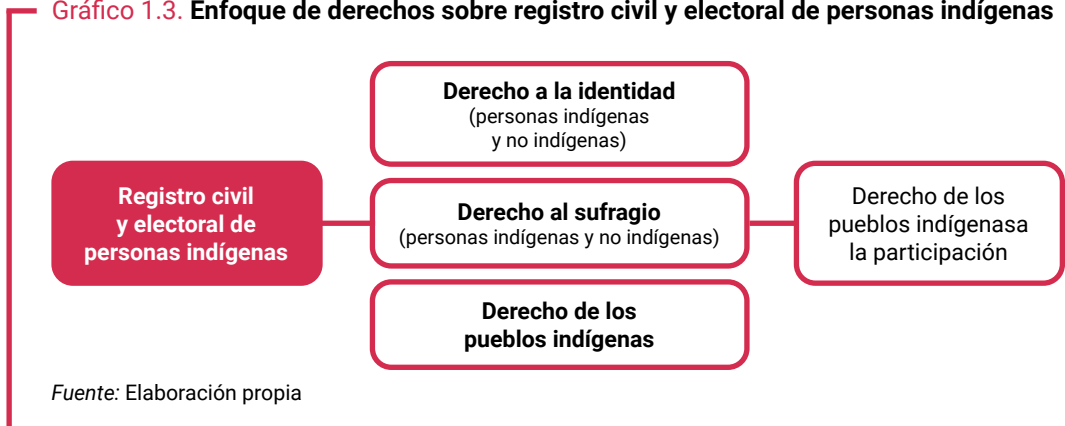 Gráfico 1.3. Enfoque de derechos sobre registro civil y electoral de personas indígenas
Derecho a la identidad
(personas indígenas
y no indígenas)
Registro civil
y electoral de
personas indígenas
Derecho al sufragio
(personas indígenas y no indígenas)
Derecho de los
pueblos indígenasa
la participación
Derecho de los
pueblos indígenas
Fuente: Elaboración propia